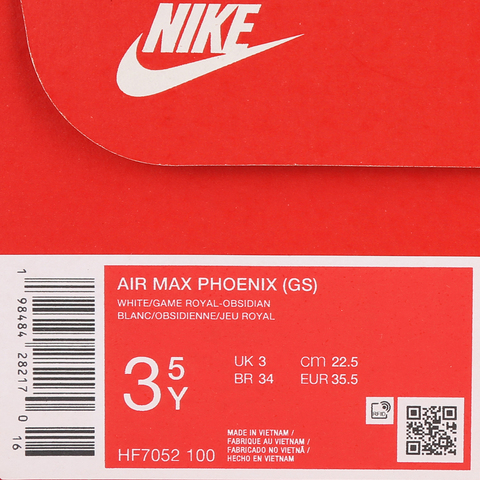 NIKE
AIR MAX PHOENIX (GS)
WHITE/GAME ROYAL-OBSIDIAN
BLANC/OBSIDIENNE/JEU ROYAL
3 5 Y
UK 3 cm 22.5
BR 34 EUR 35.5
RFID
HF7052 100
MADE IN VIETNAM /
FABRIQUE AU VIETNAM /
FABRICADO NO VIETNÃ /
HECHO EN VIETNAM
1 98484 28217 0 16